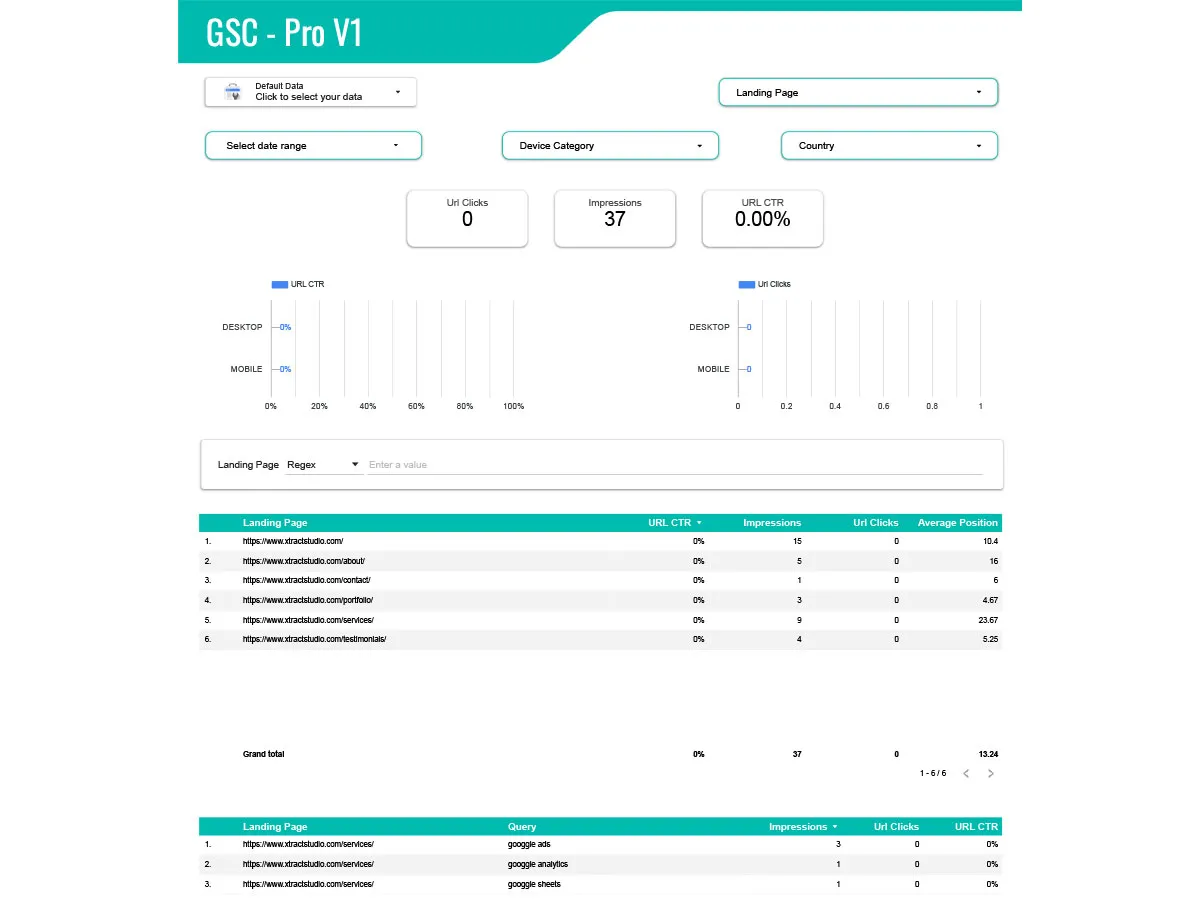 GSC - Pro V1
Default Data
Click to select your data
Landing Page
Select date range
Device Category
Country
Url Clicks
0
Impressions
37
URL CTR
0.00%
URL CTR
DESKTOP 0%
MOBILE 0%
0% 20% 40% 60% 80% 100%
Url Clicks
DESKTOP 0
MOBILE 0
0 0.2 0.4 0.6 0.8 1
Landing Page Regex Enter a value
Landing Page URL CTR Impressions Url Clicks Average Position
1. https://www.xtractstudio.com/ 0% 15 0 10.4
2. https://www.xtractstudio.com/about/ 0% 5 0 16
3. https://www.xtractstudio.com/contact/ 0% 1 0 6
4. https://www.xtractstudio.com/portfolio/ 0% 3 0 4.67
5. https://www.xtractstudio.com/services/ 0% 9 0 23.67
6. https://www.xtractstudio.com/testimonials/ 0% 4 0 5.25
Grand total 0% 37 0 13.24
1 - 6 / 6
Landing Page Query Impressions Url Clicks URL CTR
1. https://www.xtractstudio.com/services/ googgle ads 3 0 0%
2. https://www.xtractstudio.com/services/ googgle analytics 1 0 0%
3. https://www.xtractstudio.com/services/ googgle sheets 1 0 0%